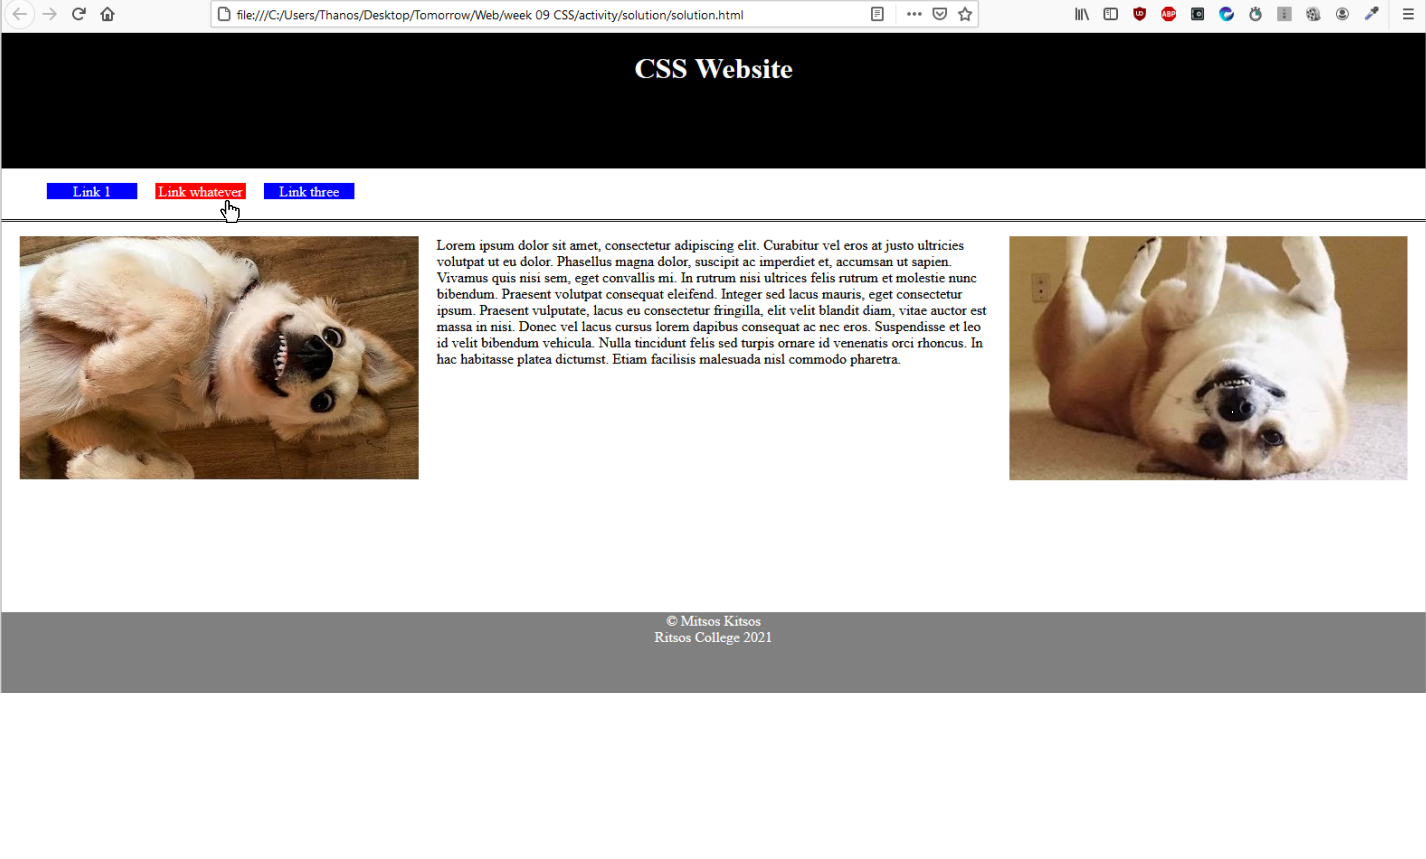 file:///C:/Users/Thanos/Desktop/Tomorrow/Web/week 09 CSS/activity/solution/solution.html
UD
ABP
CSS Website
Link 1 Link whatever Link three
Lorem ipsum dolor sit amet, consectetur adipiscing elit. Curabitur vel eros at justo ultricies
volutpat ut eu dolor. Phasellus magna dolor, suscipit ac imperdiet et, accumsan ut sapien.
Vivamus quis nisi sem, eget convallis mi. In rutrum nisi ultrices felis rutrum et molestie nunc
bibendum. Praesent volutpat consequat eleifend. Integer sed lacus mauris, eget consectetur
ipsum. Praesent vulputate, lacus eu consectetur fringilla, elit velit blandit diam, vitae auctor est
massa in nisi. Donec vel lacus cursus lorem dapibus consequat ac nec eros. Suspendisse et leo
id velit bibendum vehicula. Nulla tincidunt felis sed turpis ornare id venenatis orci rhoncus. In
hac habitasse platea dictumst. Etiam facilisis malesuada nisl commodo pharetra.
© Mitsos Kitsos
Ritsos College 2021